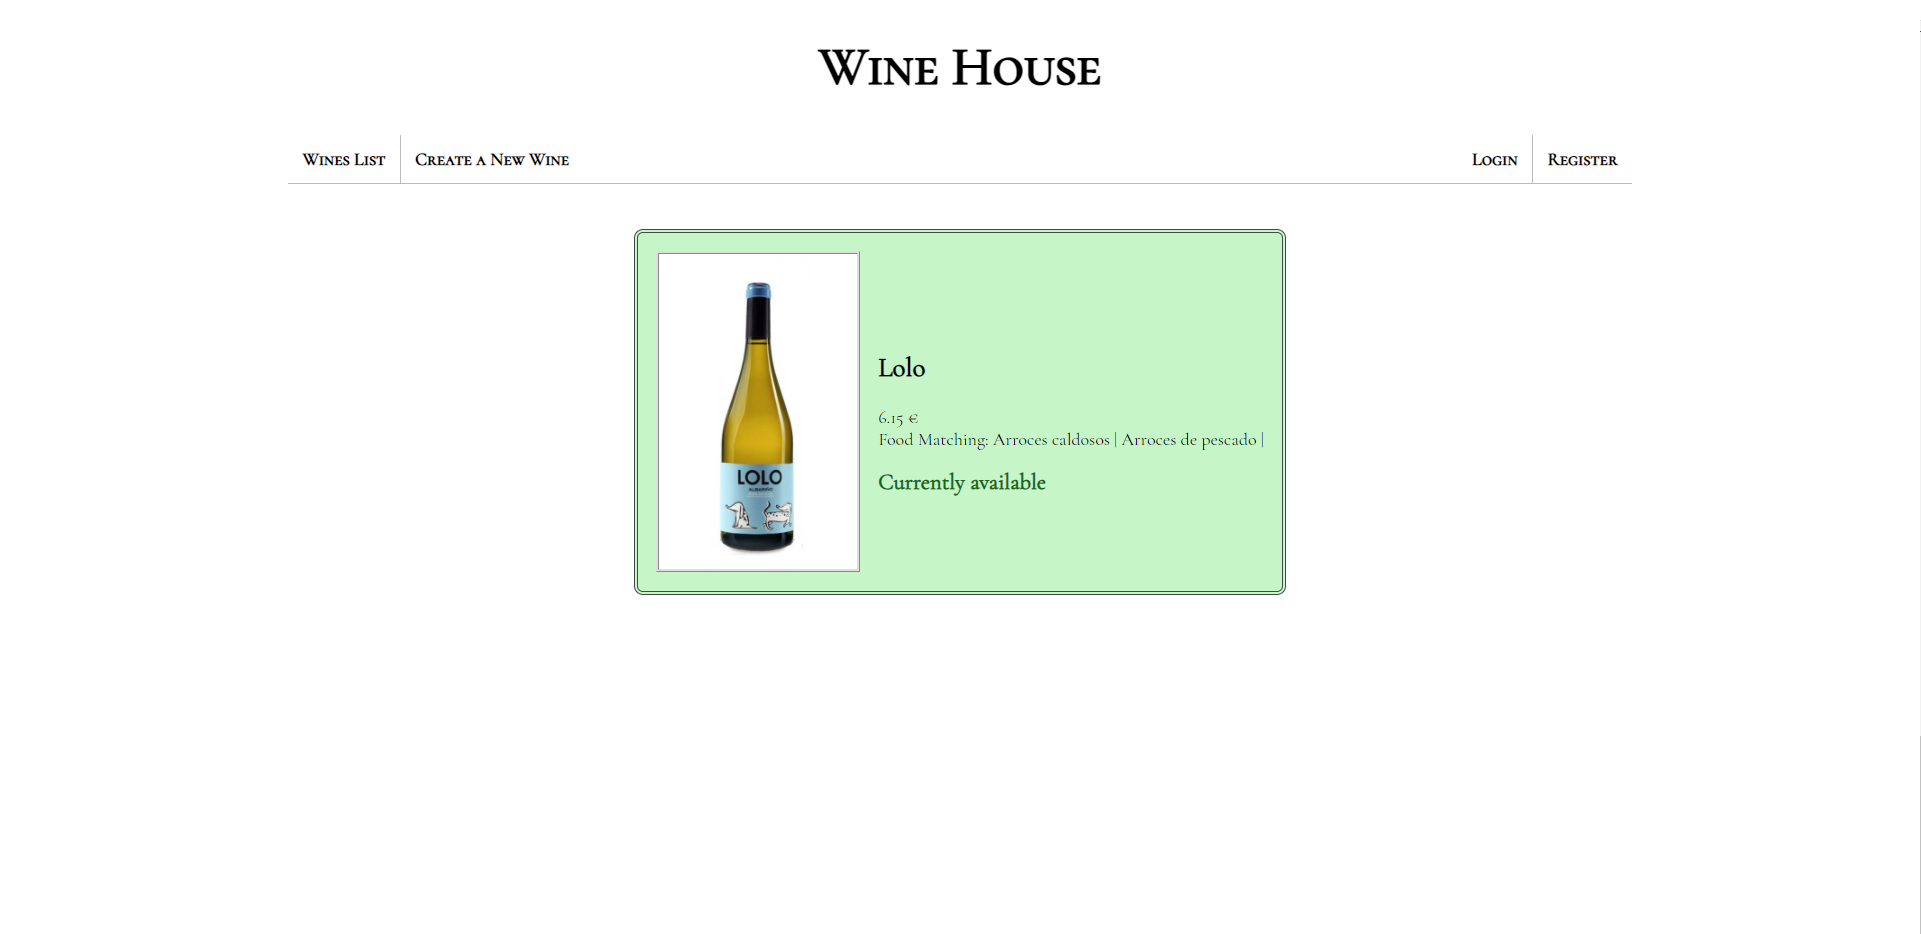 Wine House
Wines List
Create a New Wine
Login
Register
LOLO
ALBARIÑO
Lolo
6.15 €
Food Matching: Arroces caldosos | Arroces de pescado |
Currently available